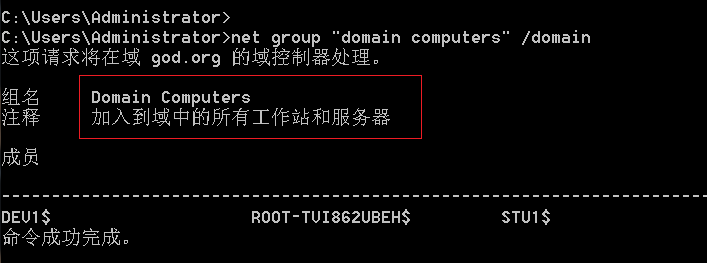 C:\Users\Administrator>
C:\Users\Administrator>net group "domain computers" /domain
这项请求将在域 god.org 的域控制器处理。
组名 Domain Computers
注释 加入到域中的所有工作站和服务器
成员
-------------------------------------------------------------------------------
DEV1$ ROOT-TVI862UBEH$ STU1$
命令成功完成。